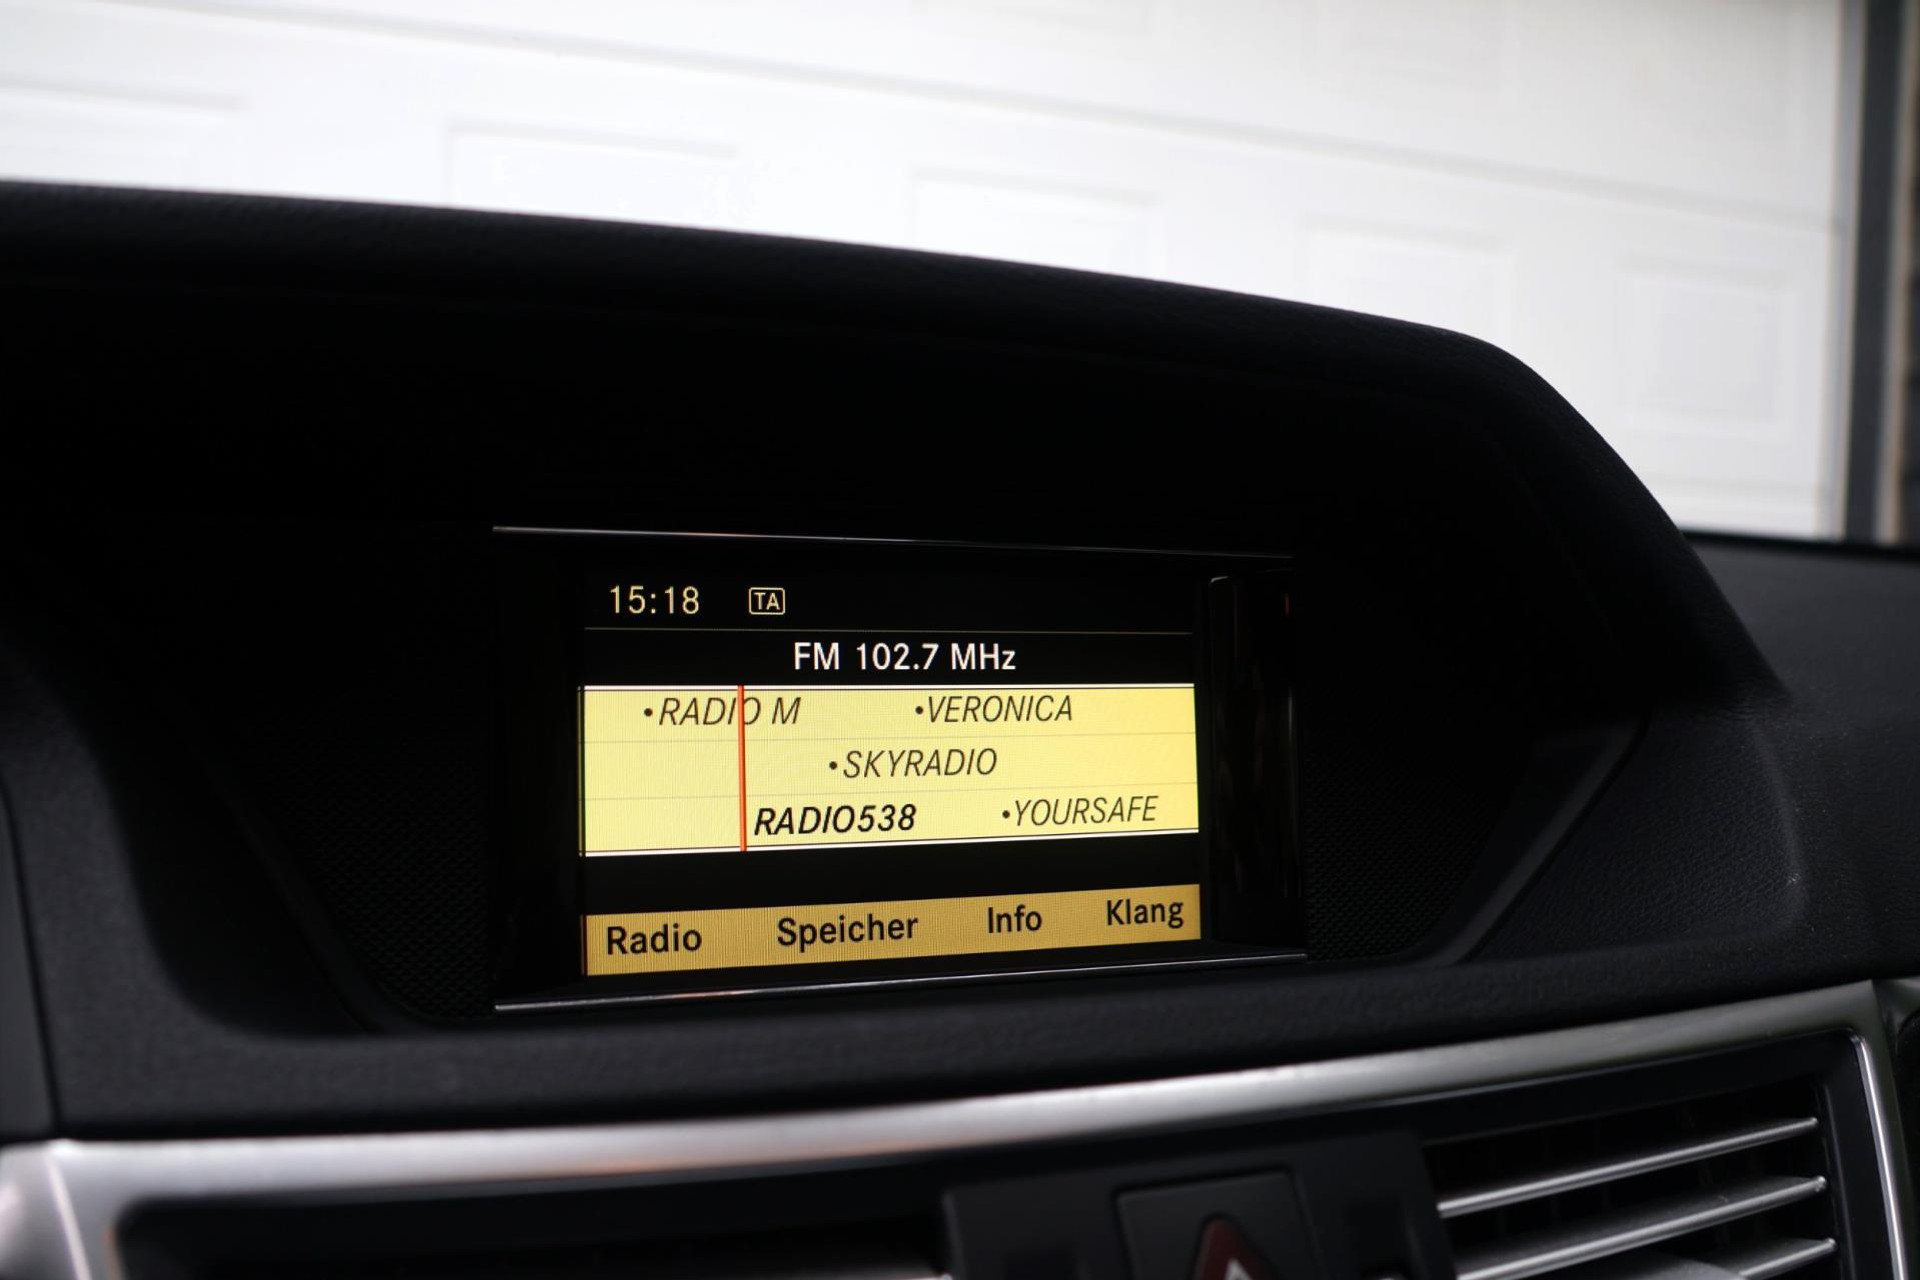 15:18 TA
FM 102.7 MHz
•RADIO M •VERONICA
•SKYRADIO
RADIO538 •YOURSAFE
Radio Speicher Info Klang